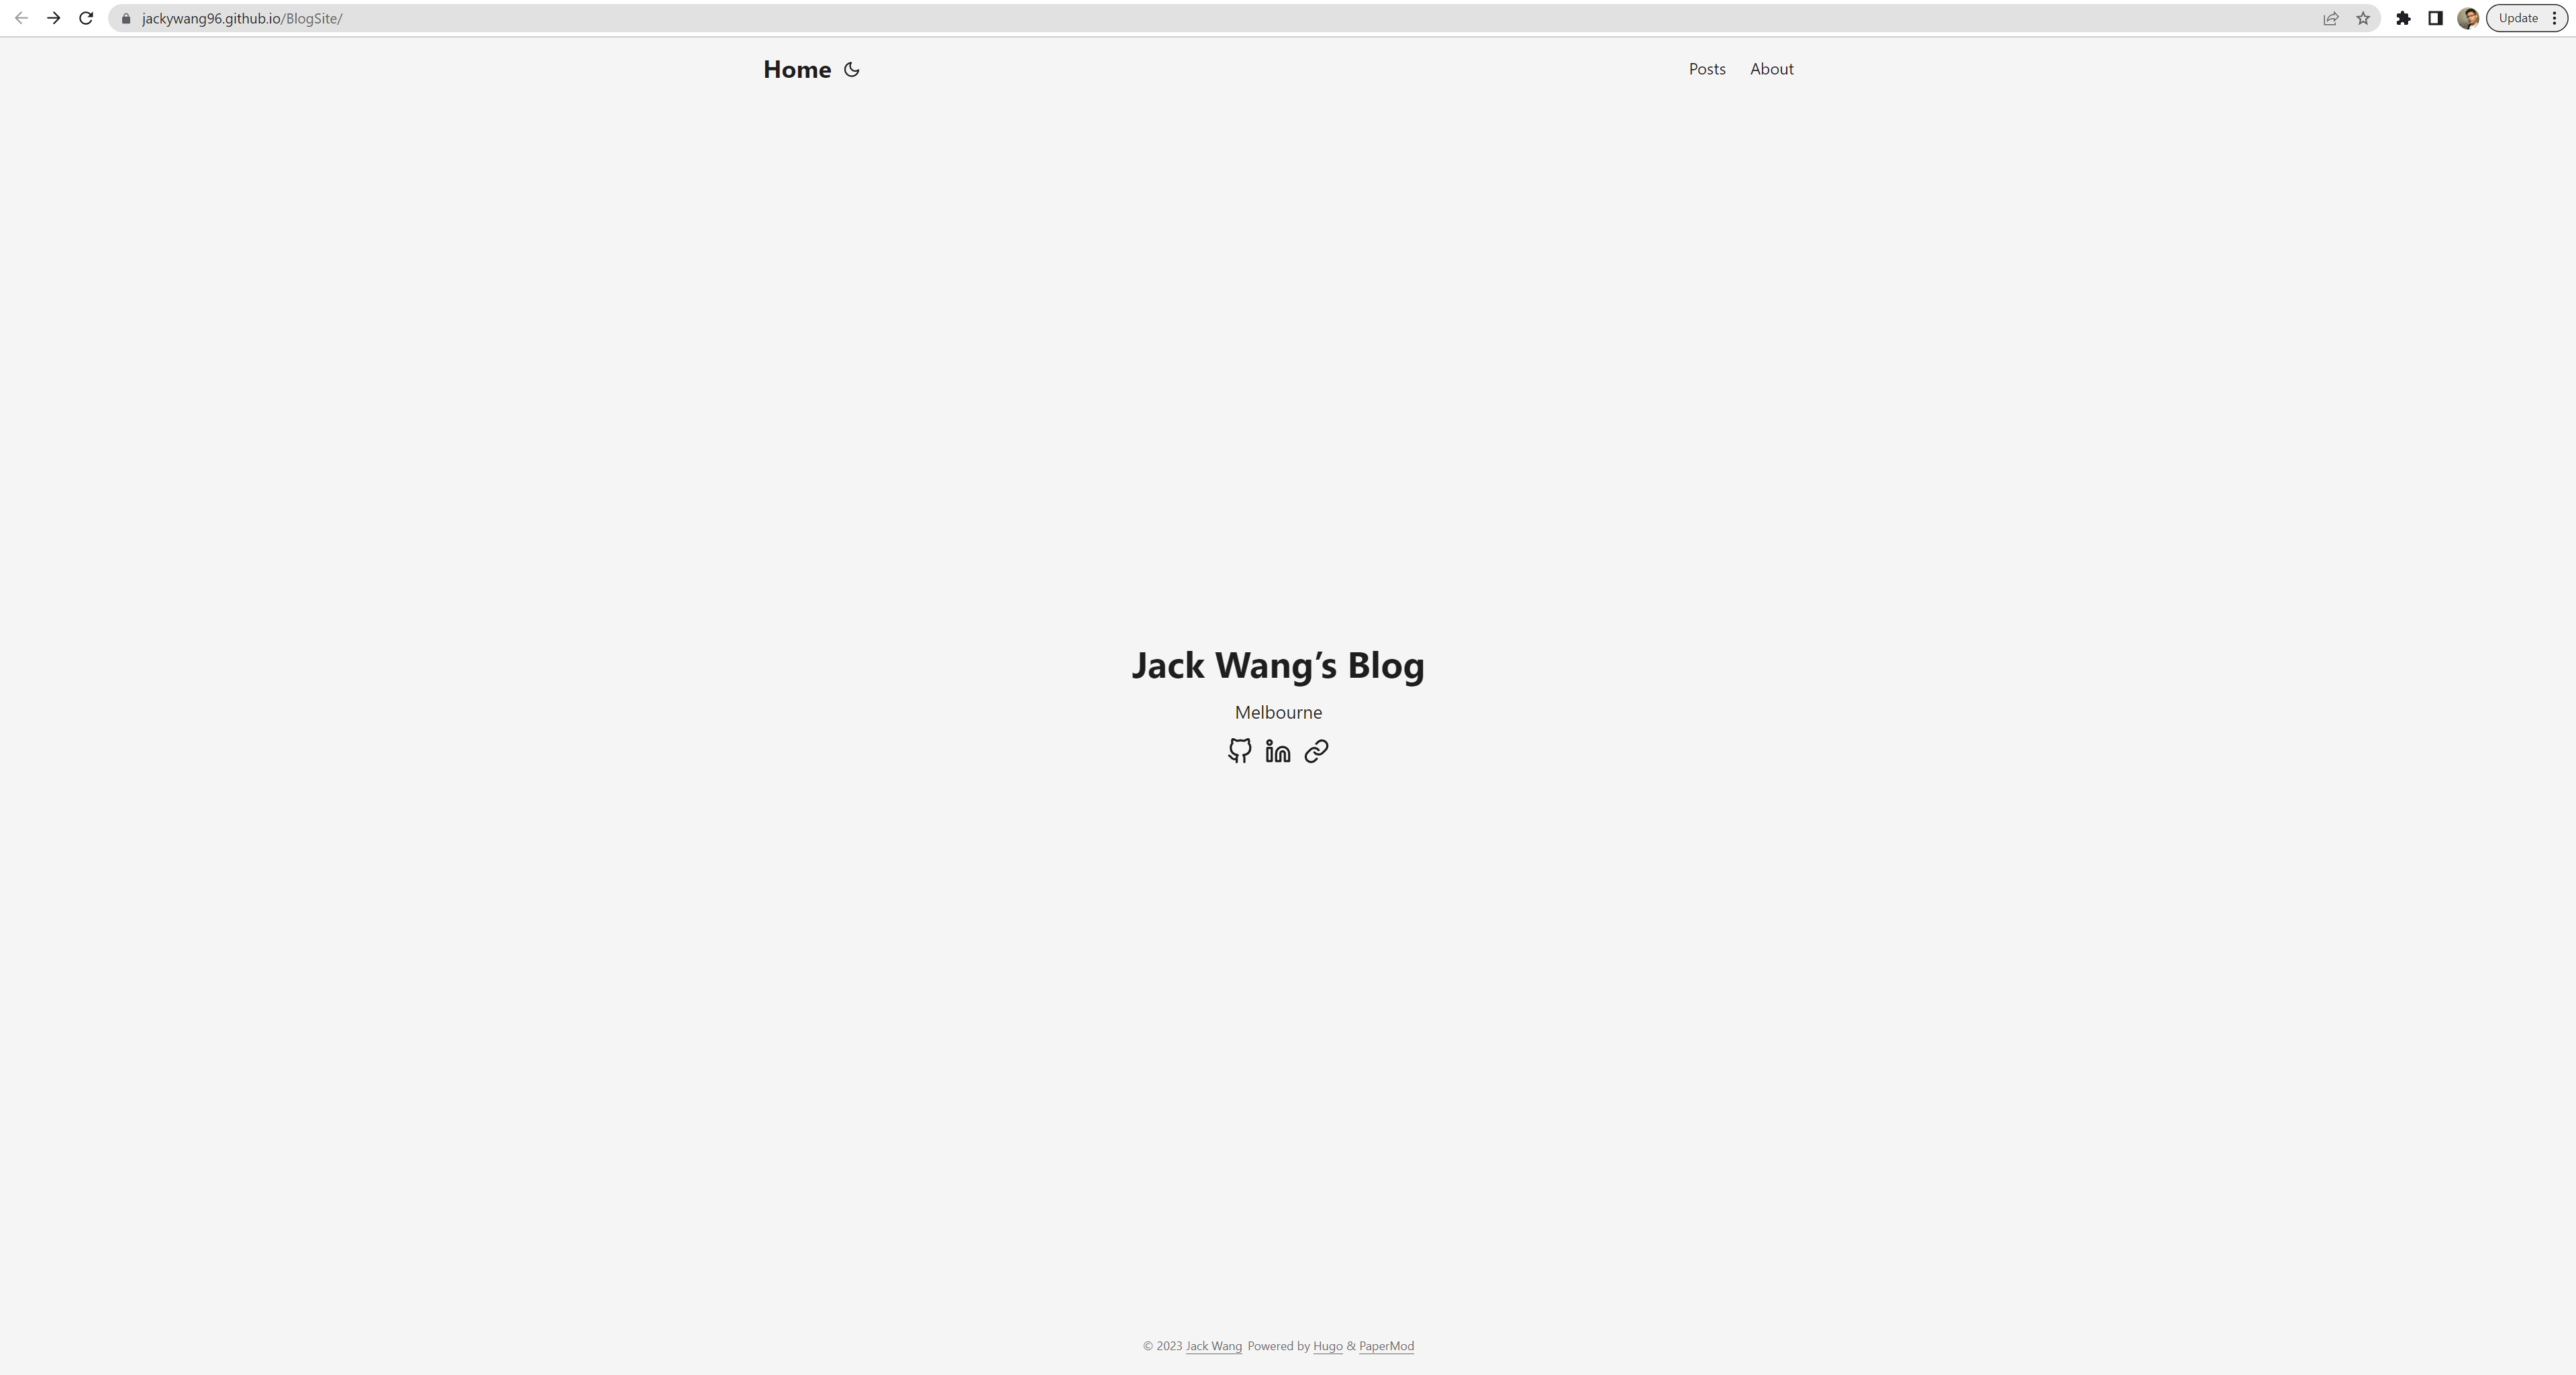 jackywang96.github.io/BlogSite/
Update
Home
Posts About
Jack Wang’s Blog
Melbourne
© 2023 Jack Wang Powered by Hugo & PaperMod